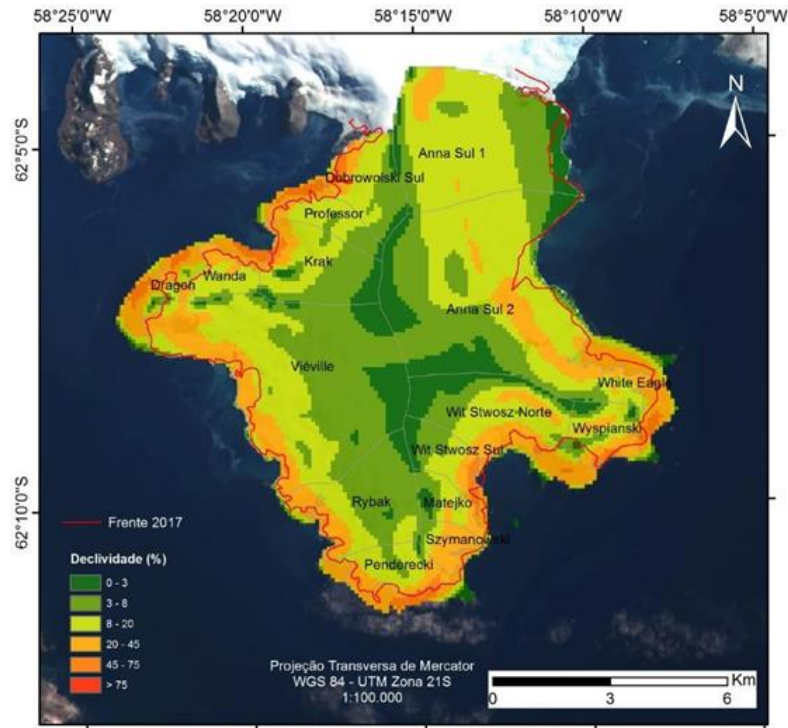 58°25'0"W 58°20'0"W 58°15'0"W 58°10'0"W 58°5'0"W
N
62°5'0"S
Anna Sul 1
Dobrowolski Sul
Professor
Krak
Wanda
Dragon
Anna Sul 2
Viéville
White Eagle
Wit Stwosz Norte
Wyspianski
Wit Stwosz Sul
62°10'0"S
Rybak
Matejko
Frente 2017
Szymanowski
Penderecki
Declividade (%)
0 - 3
3 - 8
8 - 20
20 - 45
45 - 75
> 75
Projeção Transversa de Mercator
WGS 84 - UTM Zona 21S
1:100.000
Km
0 3 6